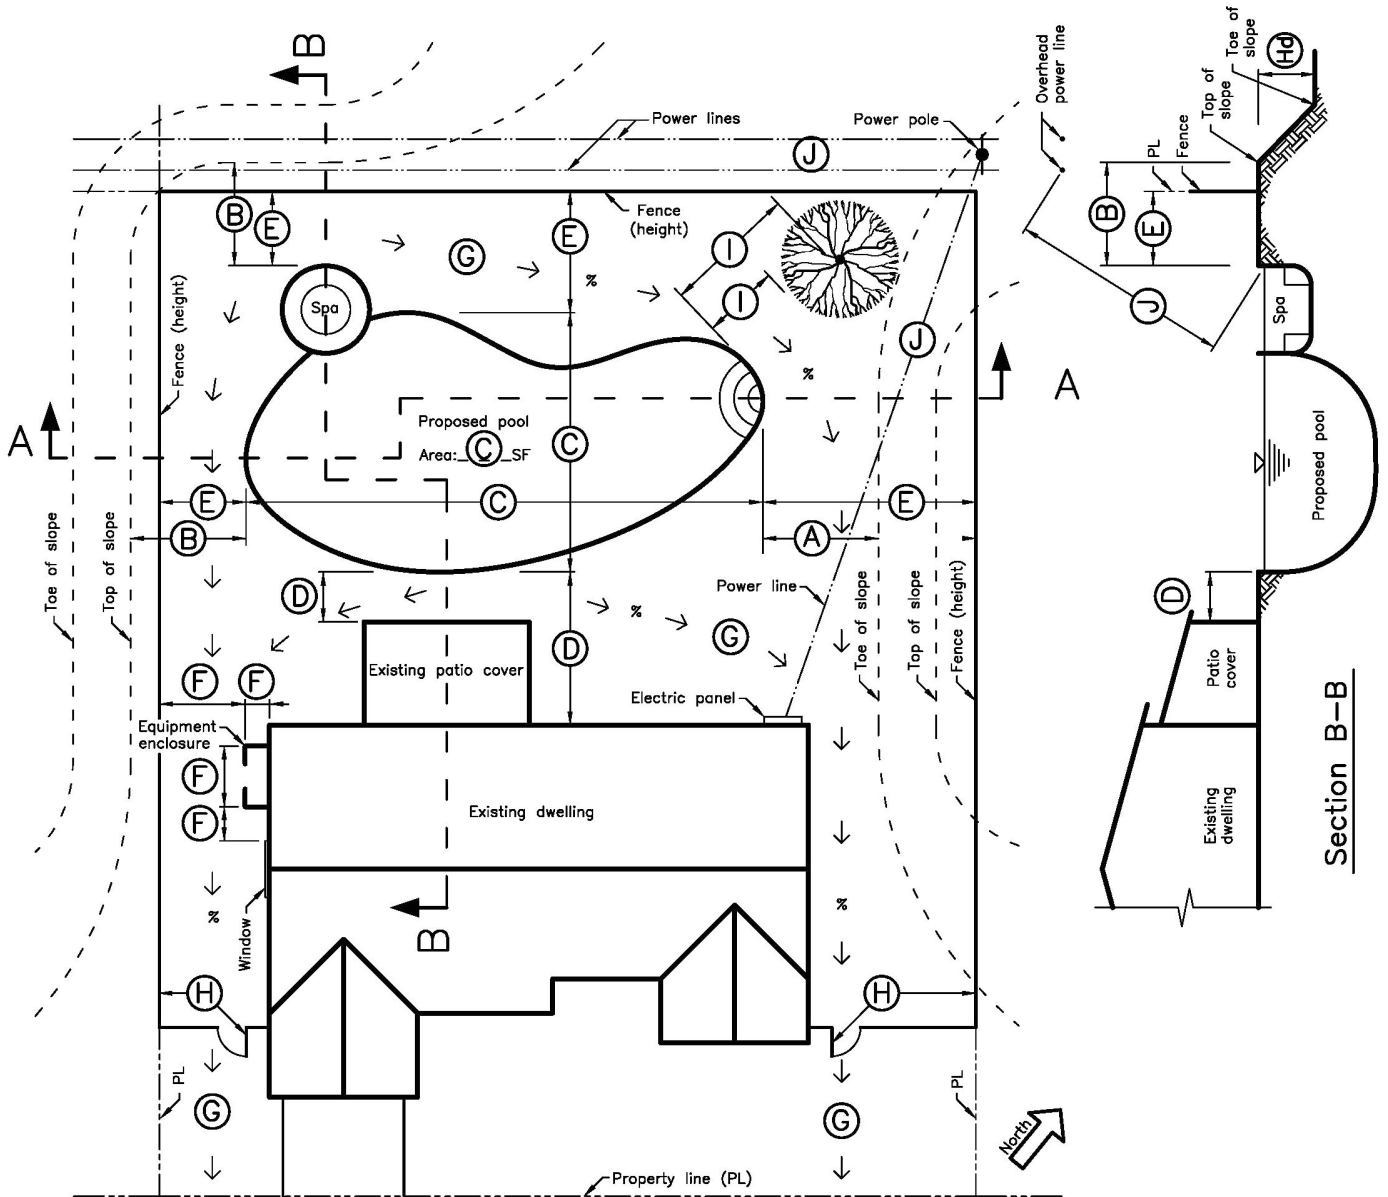 B
Power lines
Power pole
J
Overhead
power line
Toe of
slope
Top of
slope
Hd
PL
Fence
B
E
B
E
G
E
Fence
(height)
%
I
I
J
J
Spa
Spa
Fence (height)
%
A
A
Proposed pool
Area:_ C _SF
C
Proposed pool
E
C
E
B
A
Toe of slope
Top of slope
D
Power line
Toe of slope
Top of slope
Fence (height)
D
%
G
D
F
F
Existing patio cover
Electric panel
Patio
cover
Equipment
enclosure
F
F
Existing dwelling
Existing
dwelling
Section B-B
%
Window
B
%
H
H
PL
PL
G
G
North
Property line (PL)